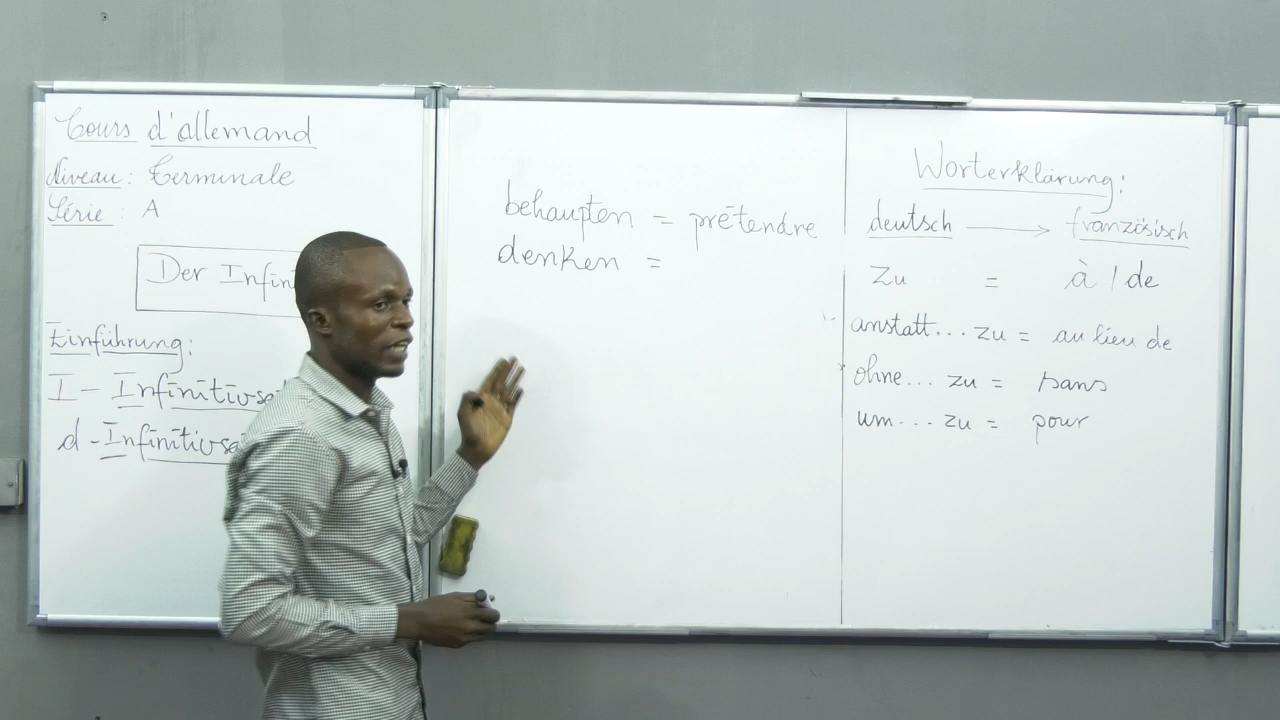 Cours d'allemand
Niveau : Terminale
Série : A
Der Infin
Einführung :
I - Infinitivsa
d - Infinitivsa
behaupten = prétendre
denken =
Worterklärung :
deutsch → französisch
Zu = à / de
anstatt... zu = au lieu de
ohne... zu = sans
um... zu = pour